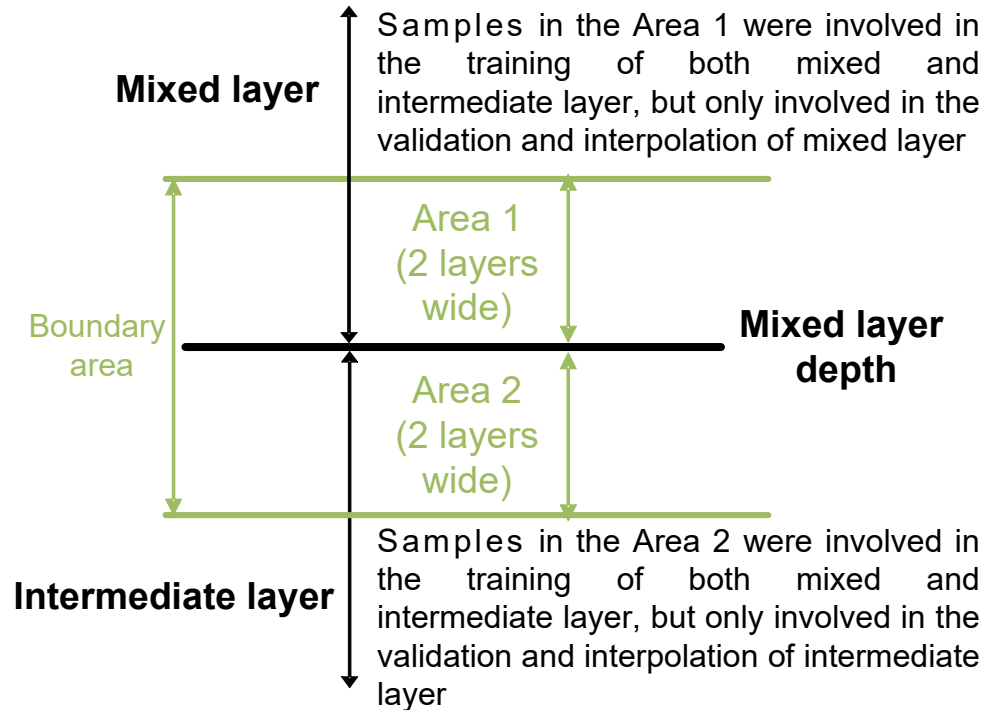 Samples in the Area 1 were involved in
the training of both mixed and
intermediate layer, but only involved in the
validation and interpolation of mixed layer
Mixed layer
Area 1
(2 layers
wide)
Boundary
area
Mixed layer
depth
Area 2
(2 layers
wide)
Samples in the Area 2 were involved in
the training of both mixed and
intermediate layer, but only involved in the
validation and interpolation of intermediate
layer
Intermediate layer